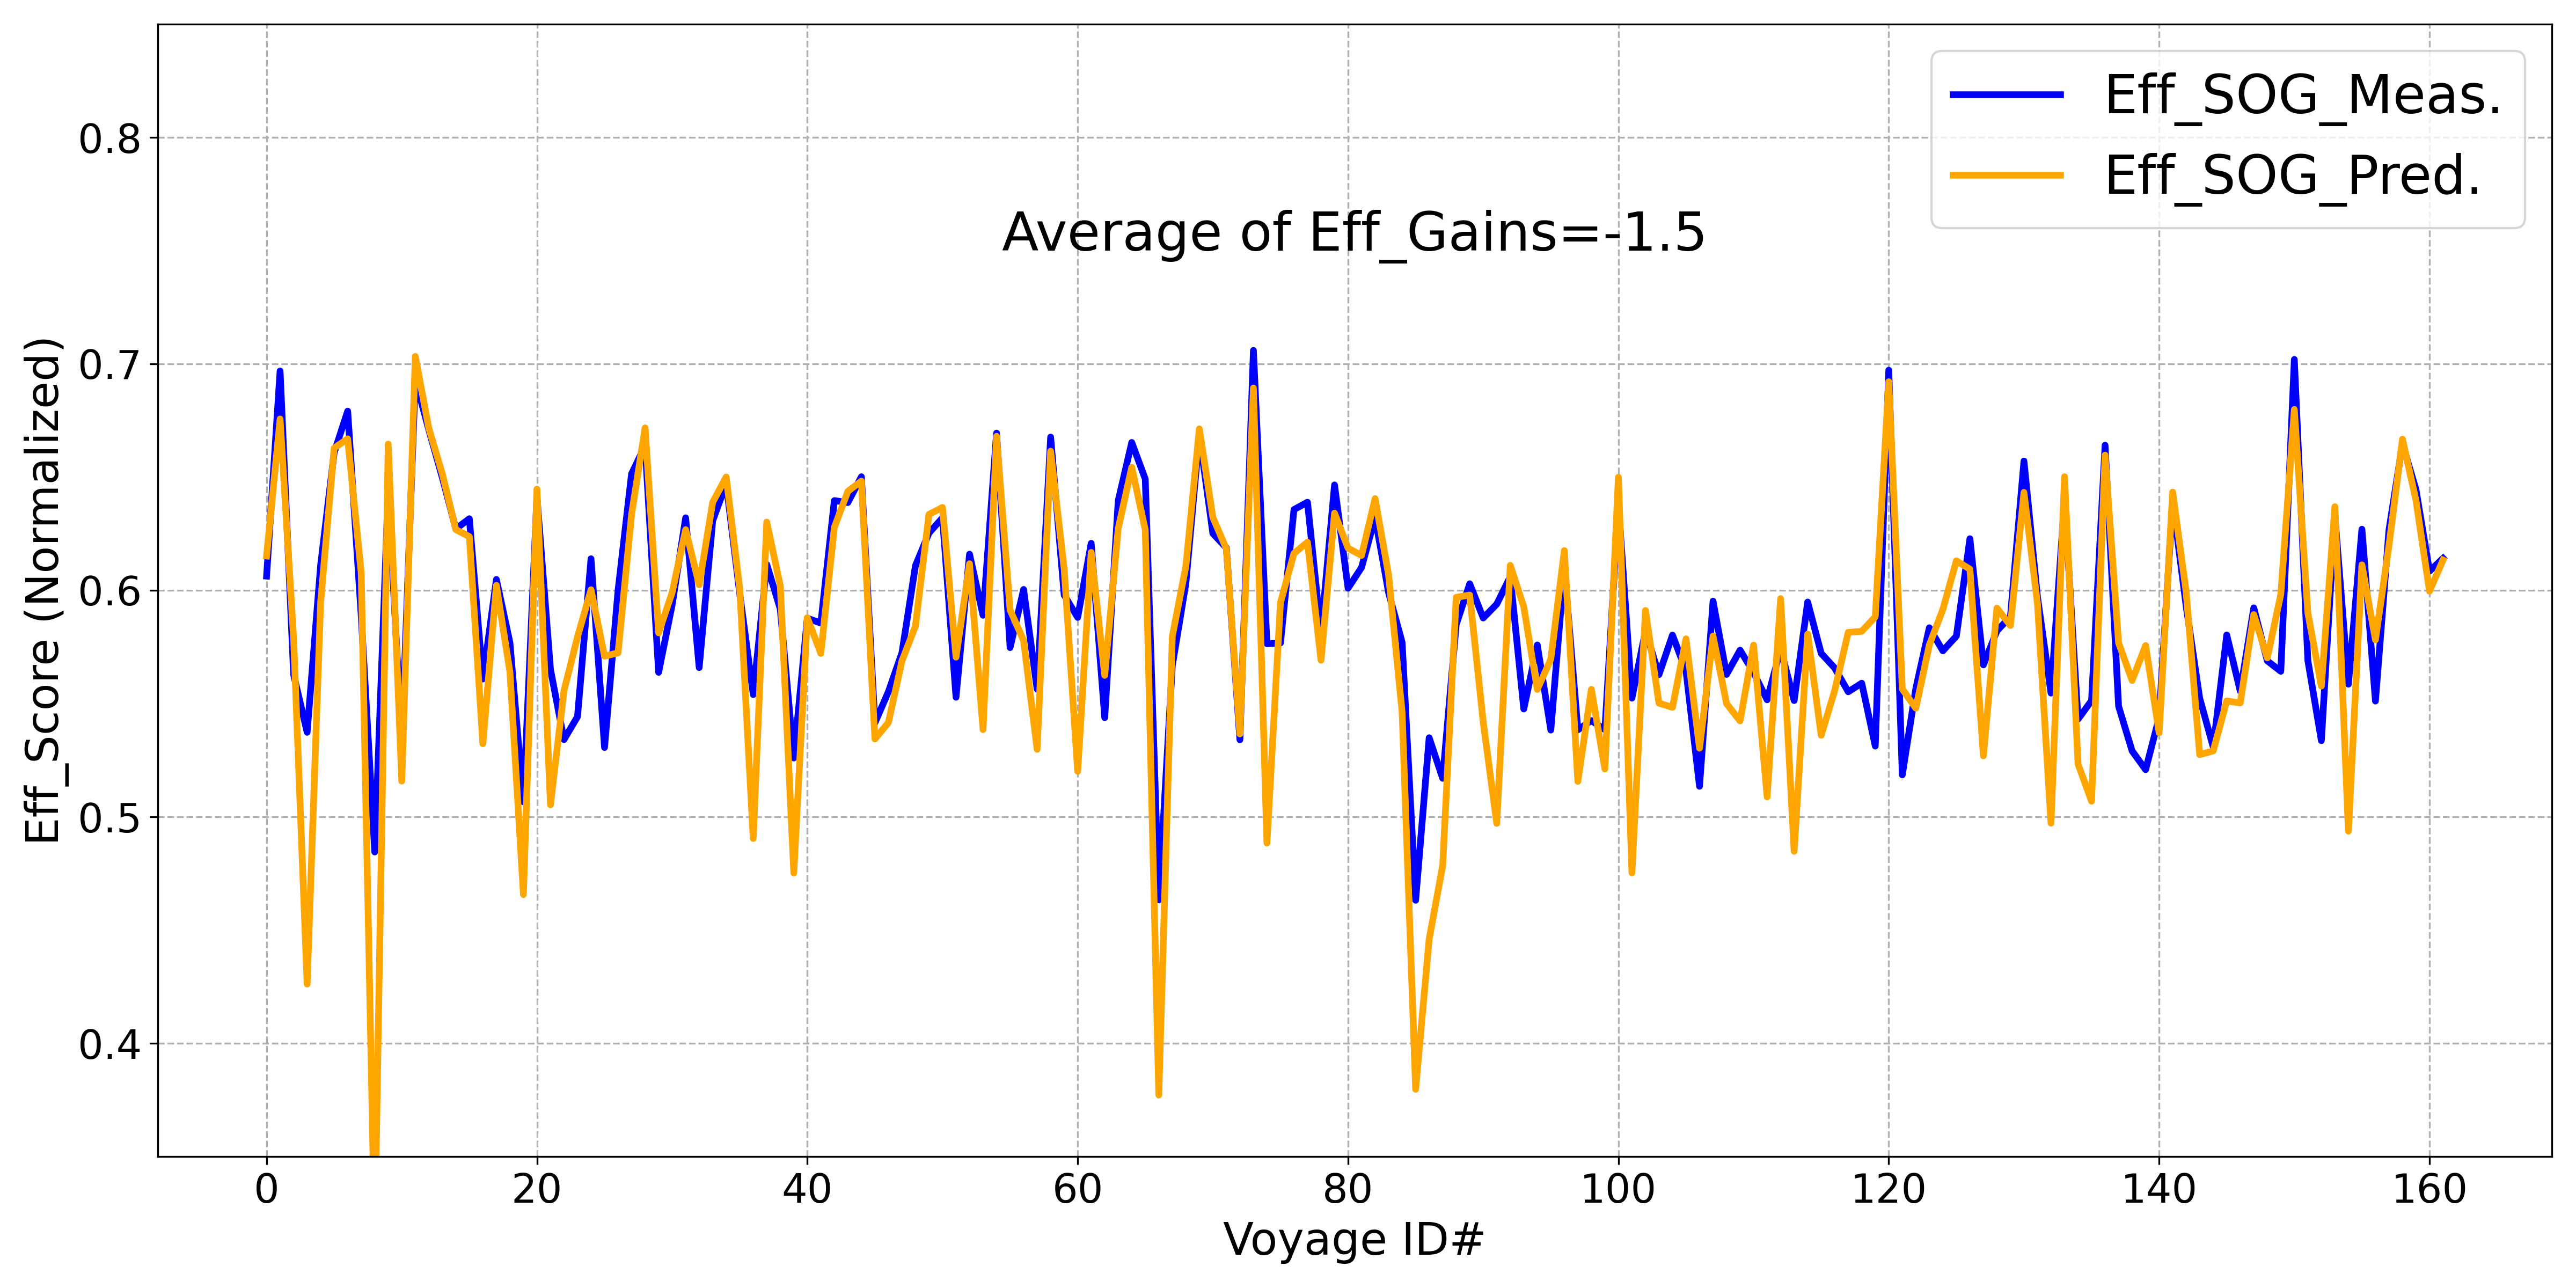 Eff_SOG_Meas.
Eff_SOG_Pred.
Average of Eff_Gains=-1.5
Eff_Score (Normalized)
0.8
0.7
0.6
0.5
0.4
0 20 40 60 80 100 120 140 160
Voyage ID#